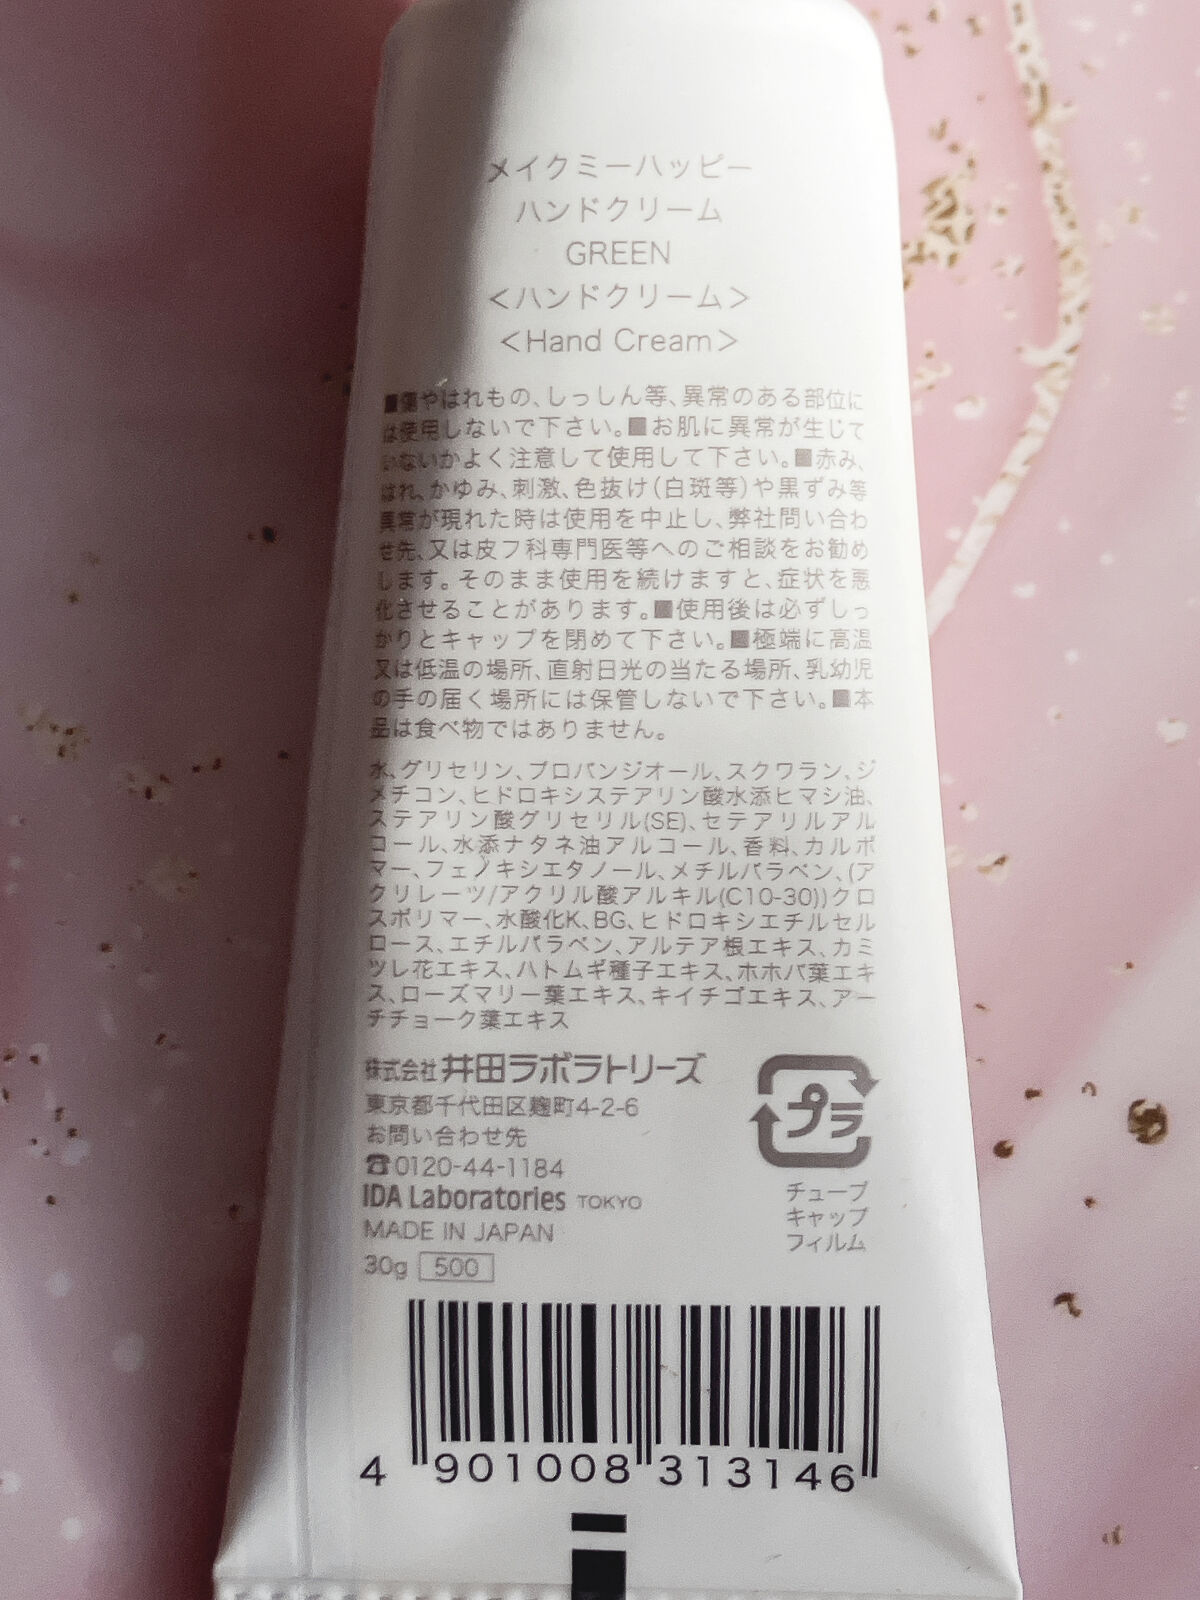 メイクミーハッピー
ハンドクリーム
GREEN
<ハンドクリーム>
<Hand Cream>
■傷やはれもの、しっしん等、異常のある部位に
は使用しないで下さい。■お肌に異常が生じて
いないかよく注意して使用して下さい。■赤み、
はれ、かゆみ、刺激、色抜け(白斑等)や黒ずみ等
異常が現れた時は使用を中止し、弊社問い合わ
せ先、又は皮フ科専門医等へのご相談をお勧め
します。そのまま使用を続けますと、症状を悪
化させることがあります。■使用後は必ずしっ
かりとキャップを閉めて下さい。■極端に高温
又は低温の場所、直射日光の当たる場所、乳幼児
の手の届く場所には保管しないで下さい。■本
品は食べ物ではありません。
水、グリセリン、プロパンジオール、スクワラン、ジ
メチコン、ヒドロキシステアリン酸水添ヒマシ油、
ステアリン酸グリセリル(SE)、セテアリルアル
コール、水添ナタネ油アルコール、香料、カルボ
マー、フェノキシエタノール、メチルパラベン、(ア
クリレーツ/アクリル酸アルキル(C10-30))クロ
スポリマー、水酸化K、BG、ヒドロキシエチルセル
ロース、エチルパラベン、アルテア根エキス、カミ
ツレ花エキス、ハトムギ種子エキス、ホホバ葉エキ
ス、ローズマリー葉エキス、キイチゴエキス、アー
チチョーク葉エキス
株式会社 井田ラボラトリーズ
東京都千代田区麹町4-2-6
お問い合わせ先
☎0120-44-1184
IDA Laboratories TOKYO
MADE IN JAPAN
30g 500
プラ
チューブ
キャップ
フィルム
4 901008 313146